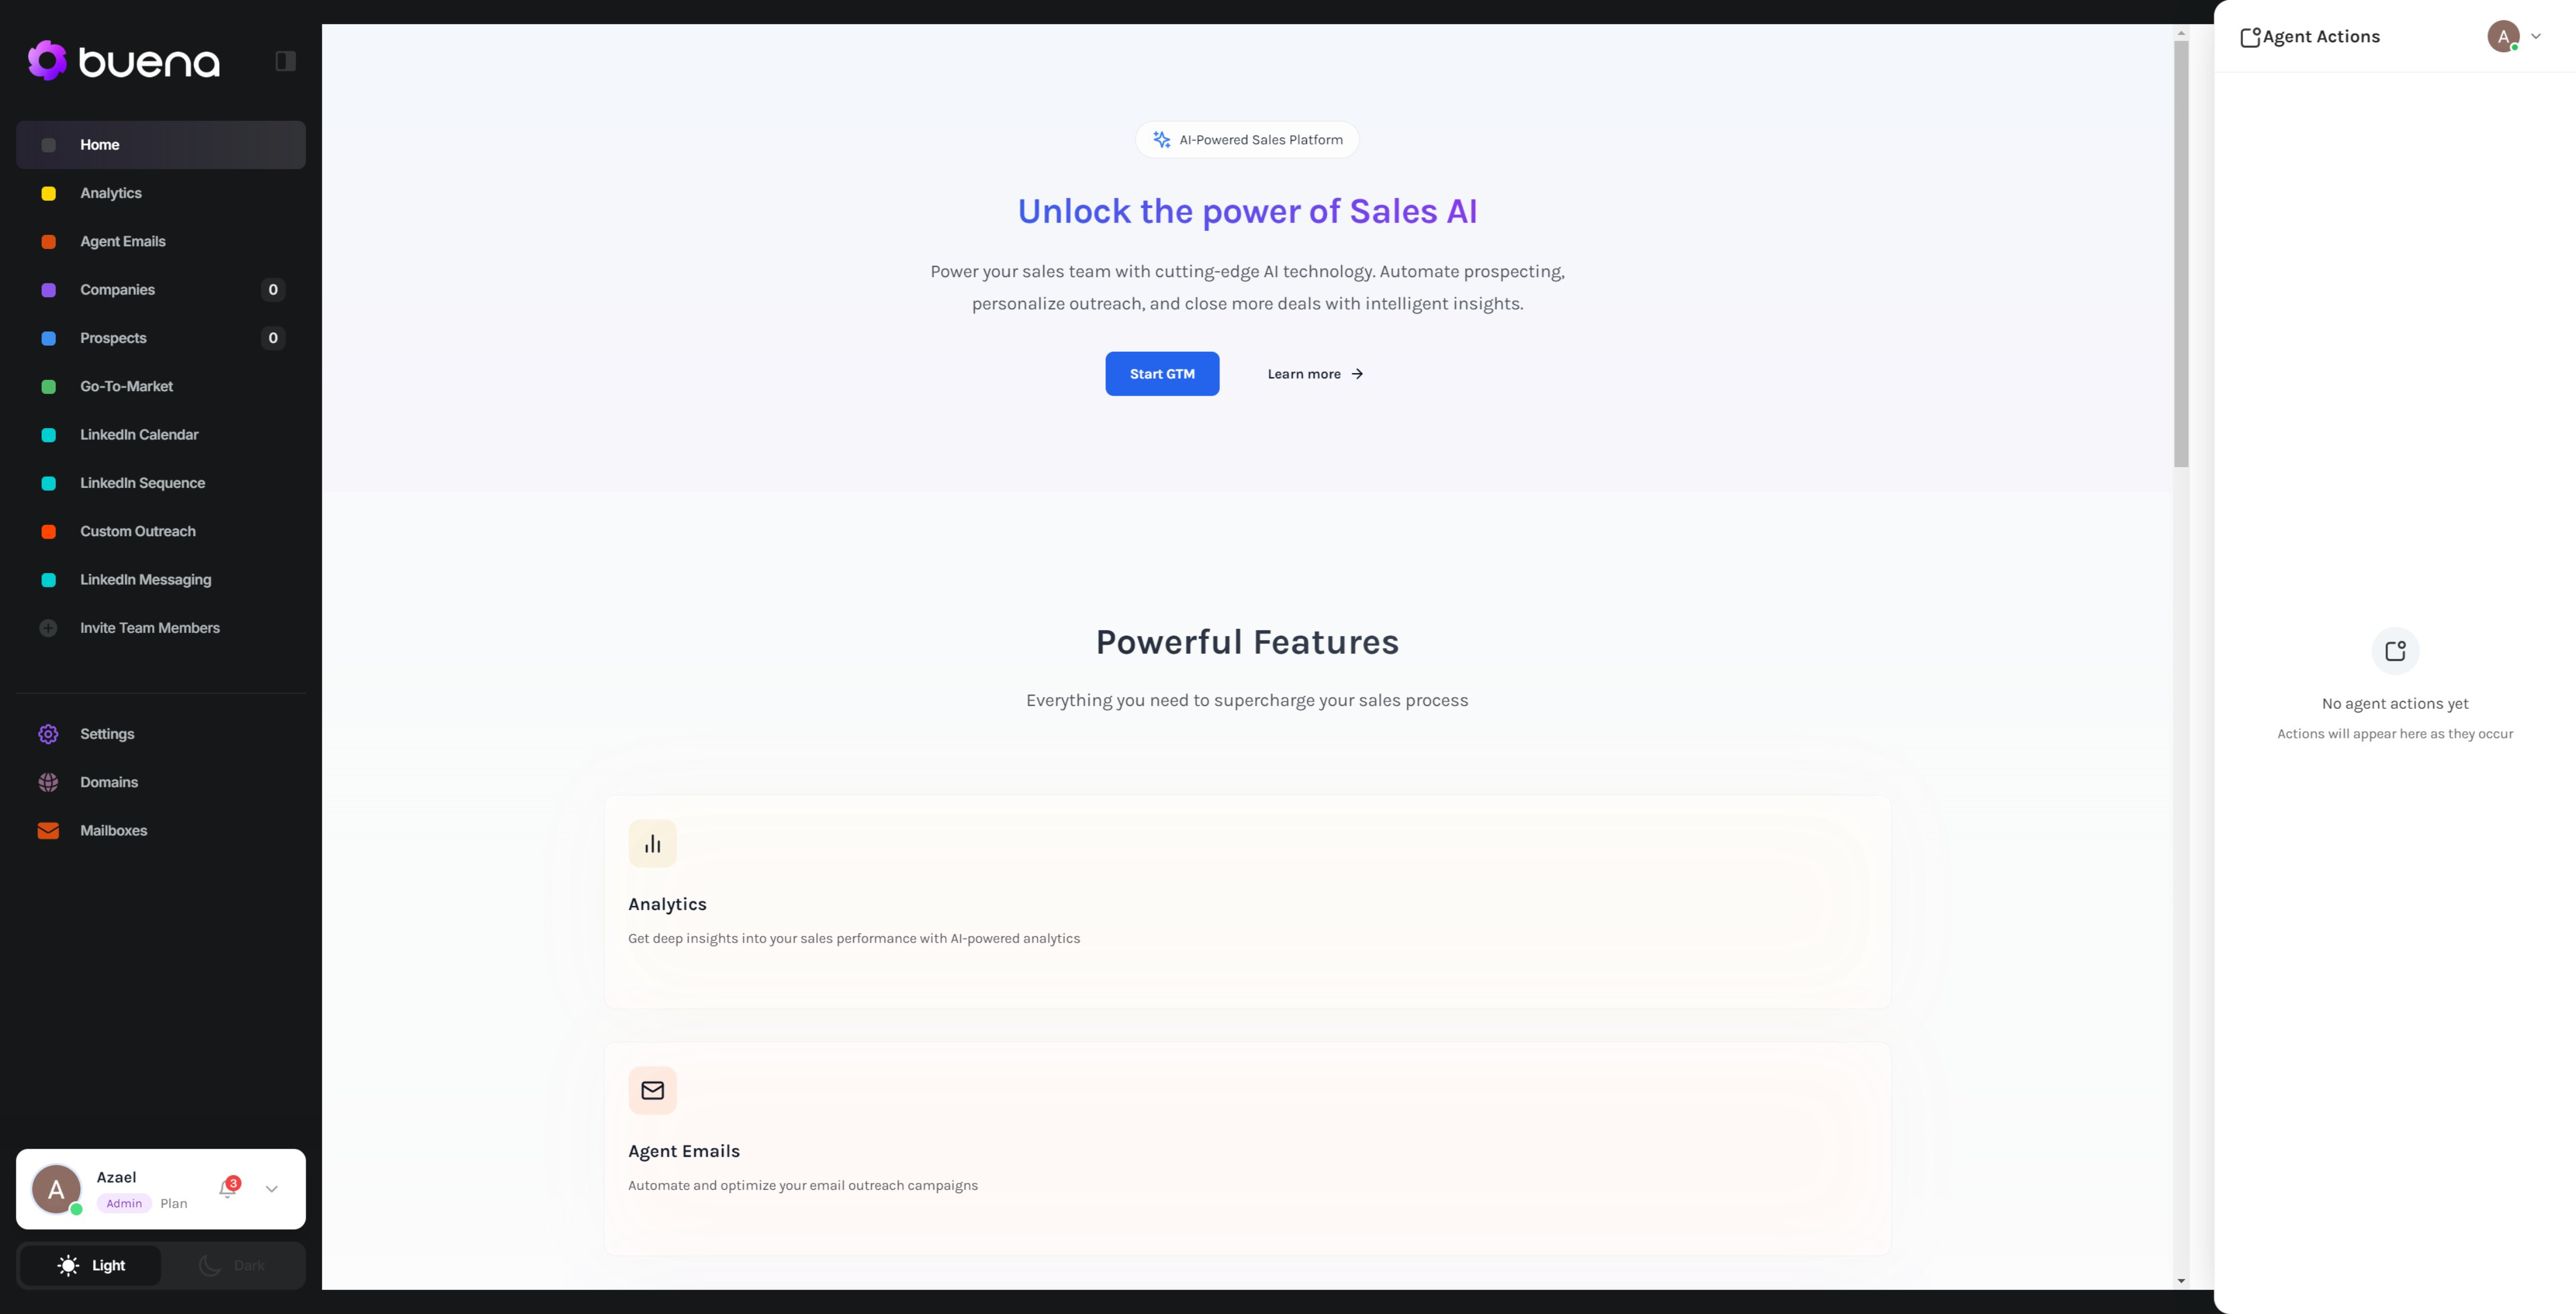 buena
Home
Analytics
Agent Emails
Companies 0
Prospects 0
Go-To-Market
LinkedIn Calendar
LinkedIn Sequence
Custom Outreach
LinkedIn Messaging
Invite Team Members
Settings
Domains
Mailboxes
A
Azael
Admin Plan
3
Light Dark
AI-Powered Sales Platform
Unlock the power of Sales AI
Power your sales team with cutting-edge AI technology. Automate prospecting,
personalize outreach, and close more deals with intelligent insights.
Start GTM Learn more →
Powerful Features
Everything you need to supercharge your sales process
Analytics
Get deep insights into your sales performance with AI-powered analytics
Agent Emails
Automate and optimize your email outreach campaigns
Agent Actions A
No agent actions yet
Actions will appear here as they occur